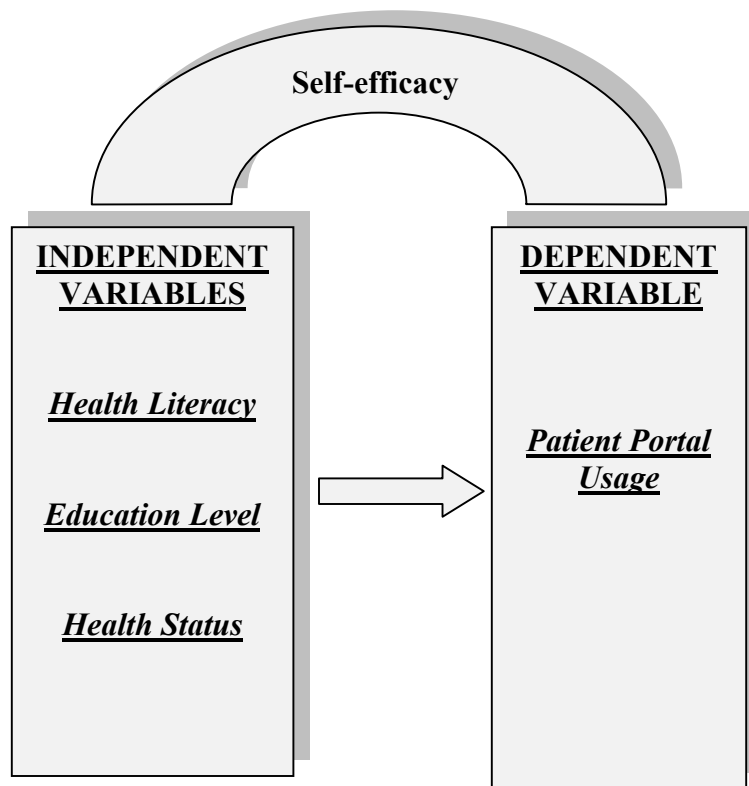 Self-efficacy
INDEPENDENT
VARIABLES
Health Literacy
Education Level
Health Status
DEPENDENT
VARIABLE
Patient Portal
Usage